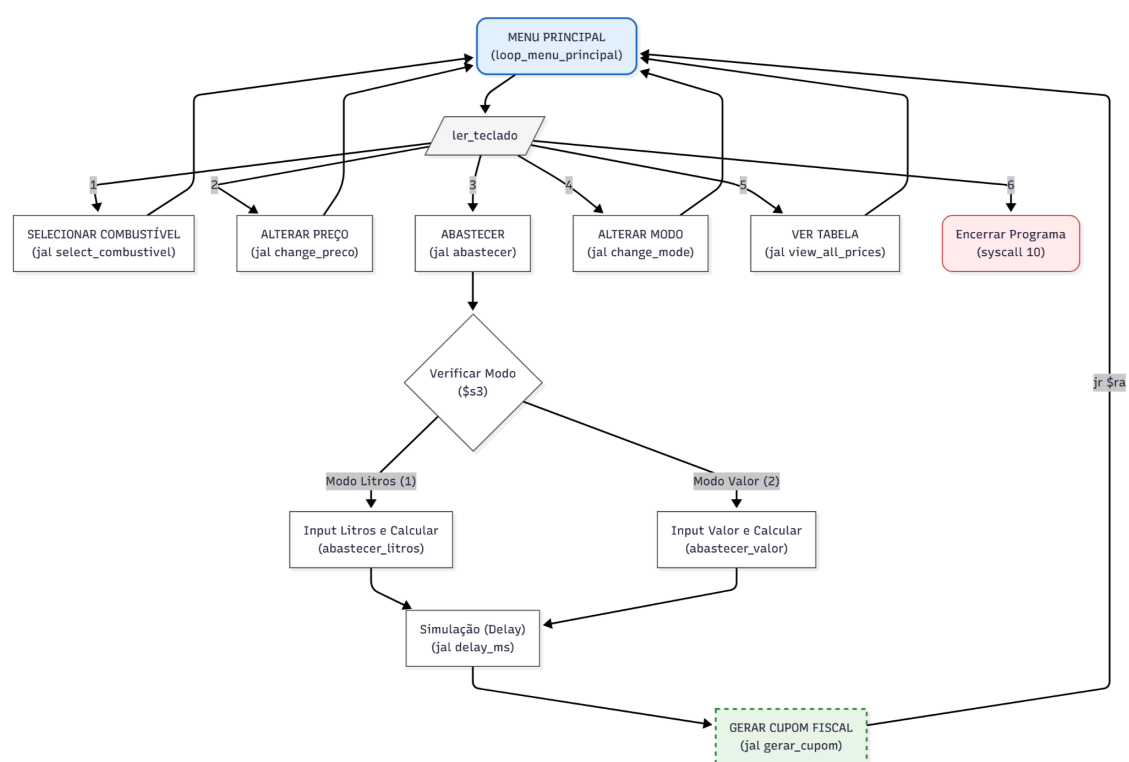 MENU PRINCIPAL
(loop_menu_principal)
ler_teclado
1
2
3
4
5
6
SELECIONAR COMBUSTÍVEL
(jal select_combustivel)
ALTERAR PREÇO
(jal change_preco)
ABASTECER
(jal abastecer)
ALTERAR MODO
(jal change_mode)
VER TABELA
(jal view_all_prices)
Encerrar Programa
(syscall 10)
Verificar Modo
($s3)
jr $ra
Modo Litros (1)
Modo Valor (2)
Input Litros e Calcular
(abastecer_litros)
Input Valor e Calcular
(abastecer_valor)
Simulação (Delay)
(jal delay_ms)
GERAR CUPOM FISCAL
(jal gerar_cupom)